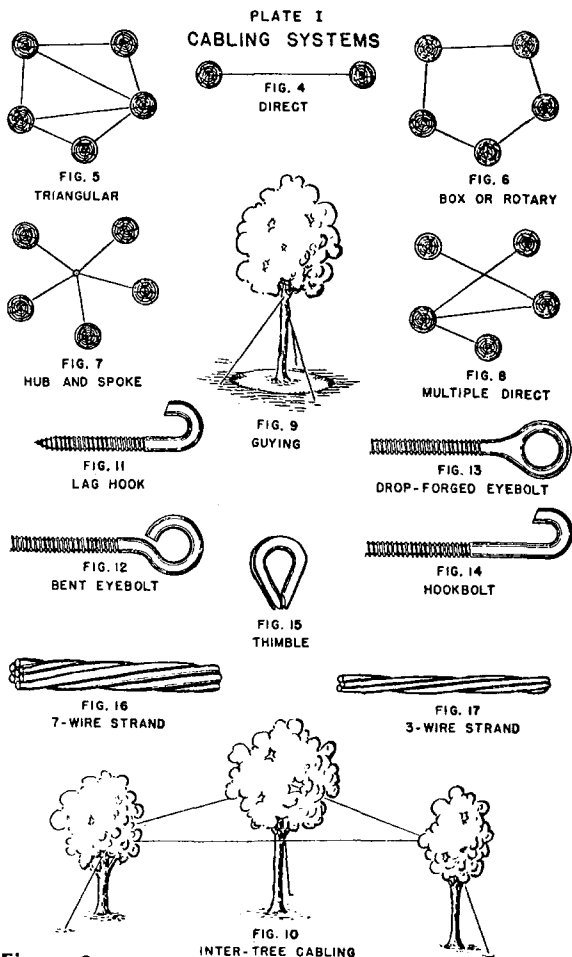 PLATE I
CABLING SYSTEMS
FIG. 4
DIRECT
FIG. 5
TRIANGULAR
FIG. 6
BOX OR ROTARY
FIG. 7
HUB AND SPOKE
FIG. 8
MULTIPLE DIRECT
FIG. 9
GUYING
FIG. 11
LAG HOOK
FIG. 13
DROP-FORGED EYEBOLT
FIG. 12
BENT EYEBOLT
FIG. 14
HOOKBOLT
FIG. 15
THIMBLE
FIG. 16
7-WIRE STRAND
FIG. 17
3-WIRE STRAND
FIG. 10
INTER-TREE CABLING